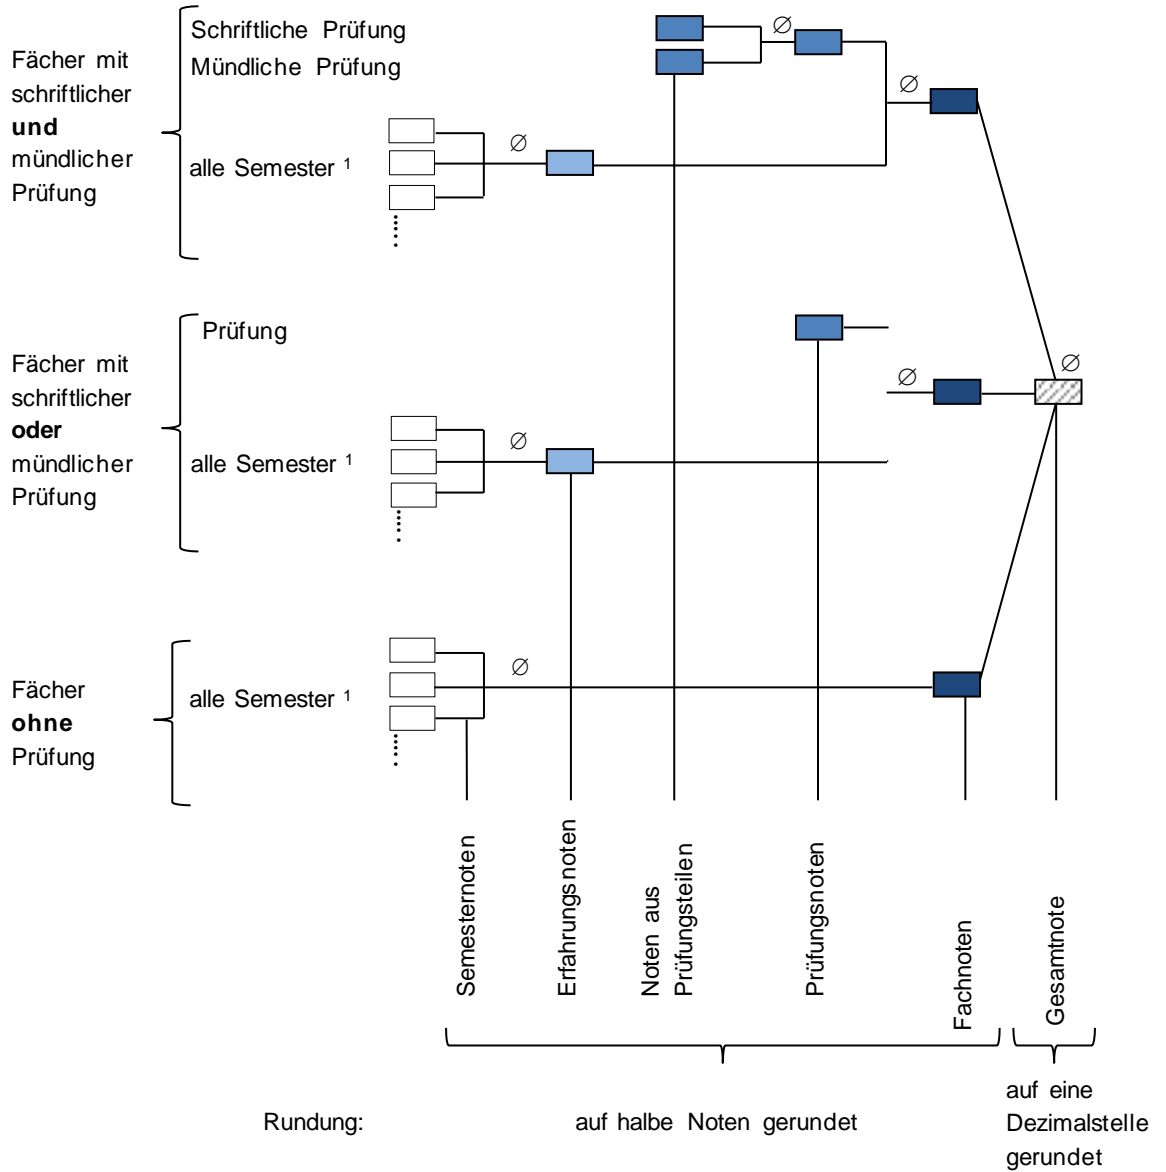 Fächer mit
schriftlicher
und
mündlicher
Prüfung
Schriftliche Prüfung
Mündliche Prüfung
alle Semester 1
∅
∅
∅
Fächer mit
schriftlicher
oder
mündlicher
Prüfung
Prüfung
alle Semester 1
∅
∅
∅
Fächer
ohne
Prüfung
alle Semester 1
∅
Semesternoten
Erfahrungsnoten
Noten aus
Prüfungsteilen
Prüfungsnoten
Fachnoten
Gesamtnote
Rundung:
auf halbe Noten gerundet
auf eine
Dezimalstelle
gerundet